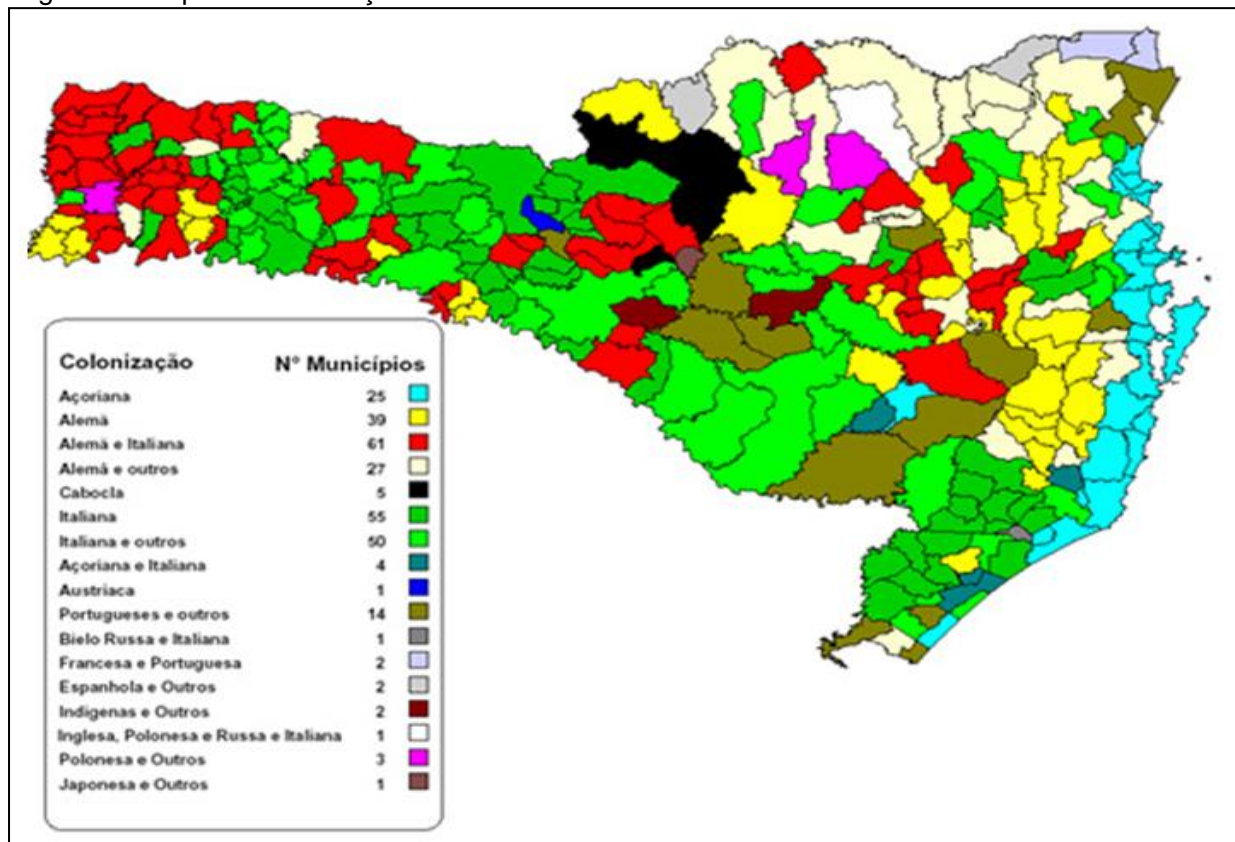 Colonização Nº Municípios
Açoriana 25
Alemã 39
Alemã e Italiana 61
Alemã e outros 27
Cabocla 5
Italiana 55
Italiana e outros 50
Açoriana e Italiana 4
Austriaca 1
Portugueses e outros 14
Bielo Russa e Italiana 1
Francesa e Portuguesa 2
Espanhola e Outros 2
Indigenas e Outros 2
Inglesa, Polonesa e Russa e Italiana 1
Polonesa e Outros 3
Japonesa e Outros 1